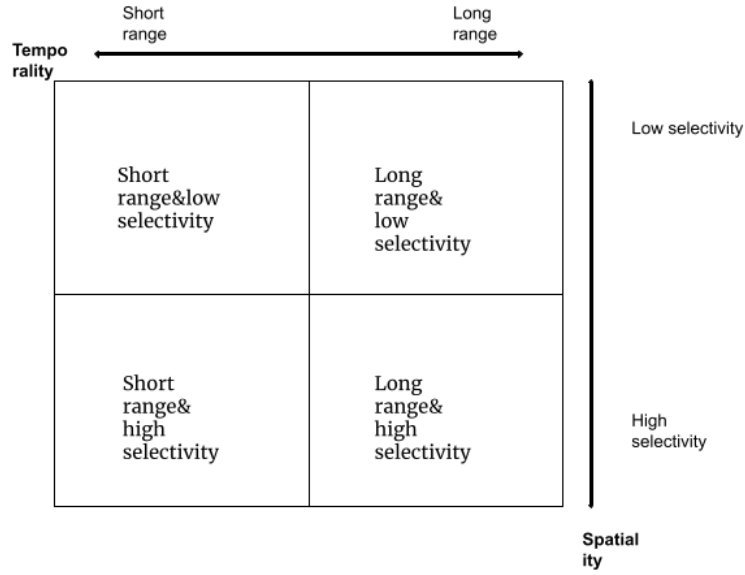 Short
range
Long
range
Tempo
rality
Low selectivity
Short
range&low
selectivity
Long
range&
low
selectivity
Short
range&
high
selectivity
Long
range&
high
selectivity
High
selectivity
Spatial
ity